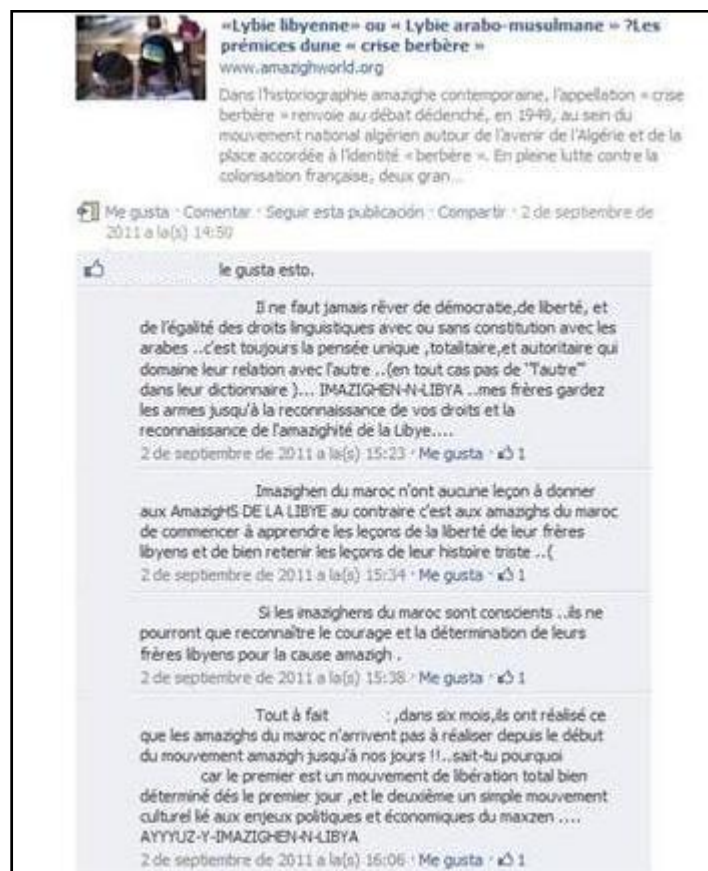 «Lybie libyenne» ou « Lybie arabo-musulmane » ?Les
prémices dune « crise berbère »
www.amazighworld.org
Dans l'historiographie amazighe contemporaine, l'appellation « crise
berbère » renvoie au débat déclenché, en 1949, au sein du
mouvement national algérien autour de l'avenir de l'Algérie et de la
place accordée à l'identité « berbère ». En pleine lutte contre la
colonisation française, deux gran...
Me gusta · Comentar · Seguir esta publicación · Compartir · 2 de septiembre de
2011 a la(s) 14:50
le gusta esto.
Il ne faut jamais rêver de démocratie,de liberté, et
de l'égalité des droits linguistiques avec ou sans constitution avec les
arabes ..c'est toujours la pensée unique ,totalitaire,et autoritaire qui
domaine leur relation avec l'autre ..(en tout cas pas de "l'autre"
dans leur dictionnaire )... IMAZIGHEN-N-LIBYA ..mes frères gardez
les armes jusqu'à la reconnaissance de vos droits et la
reconnaissance de l'amazighité de la Libye....
2 de septiembre de 2011 a la(s) 15:23 · Me gusta · 1
Imazighen du maroc n'ont aucune leçon à donner
aux AmazigHS DE LA LIBYE au contraire c'est aux amazighs du maroc
de commencer à apprendre les leçons de la liberté de leur frères
libyens et de bien retenir les leçons de leur histoire triste ..(
2 de septiembre de 2011 a la(s) 15:34 · Me gusta · 1
Si les imazighens du maroc sont conscients ..ils ne
pourront que reconnaître le courage et la détermination de leurs
frères libyens pour la cause amazigh .
2 de septiembre de 2011 a la(s) 15:38 · Me gusta · 1
Tout à fait : ,dans six mois,ils ont réalisé ce
que les amazighs du maroc n'arrivent pas à réaliser depuis le début
du mouvement amazigh jusqu'à nos jours !!..sait-tu pourquoi
car le premier est un mouvement de libération total bien
déterminé dés le premier jour ,et le deuxième un simple mouvement
culturel lié aux enjeux politiques et économiques du maxzen ....
AYYYUZ-Y-IMAZIGHEN-N-LIBYA
2 de septiembre de 2011 a la(s) 16:06 · Me gusta · 1